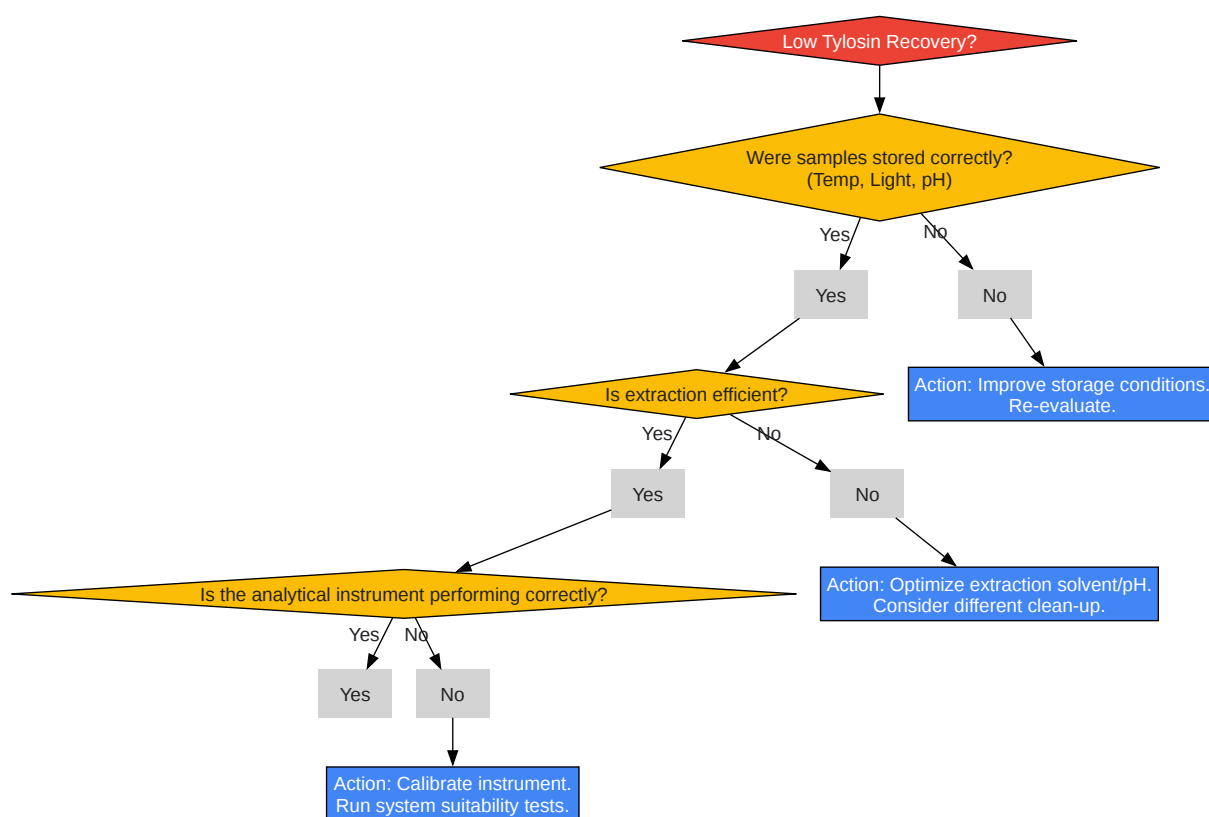 Low Tylosin Recovery?
Were samples stored correctly?
(Temp, Light, pH)
Yes
No
Yes
No
Action: Improve storage conditions.
Re-evaluate.
Is extraction efficient?
Yes
No
Yes
No
Action: Optimize extraction solvent/pH.
Consider different clean-up.
Is the analytical instrument performing correctly?
Yes
No
Yes
No
Action: Calibrate instrument.
Run system suitability tests.